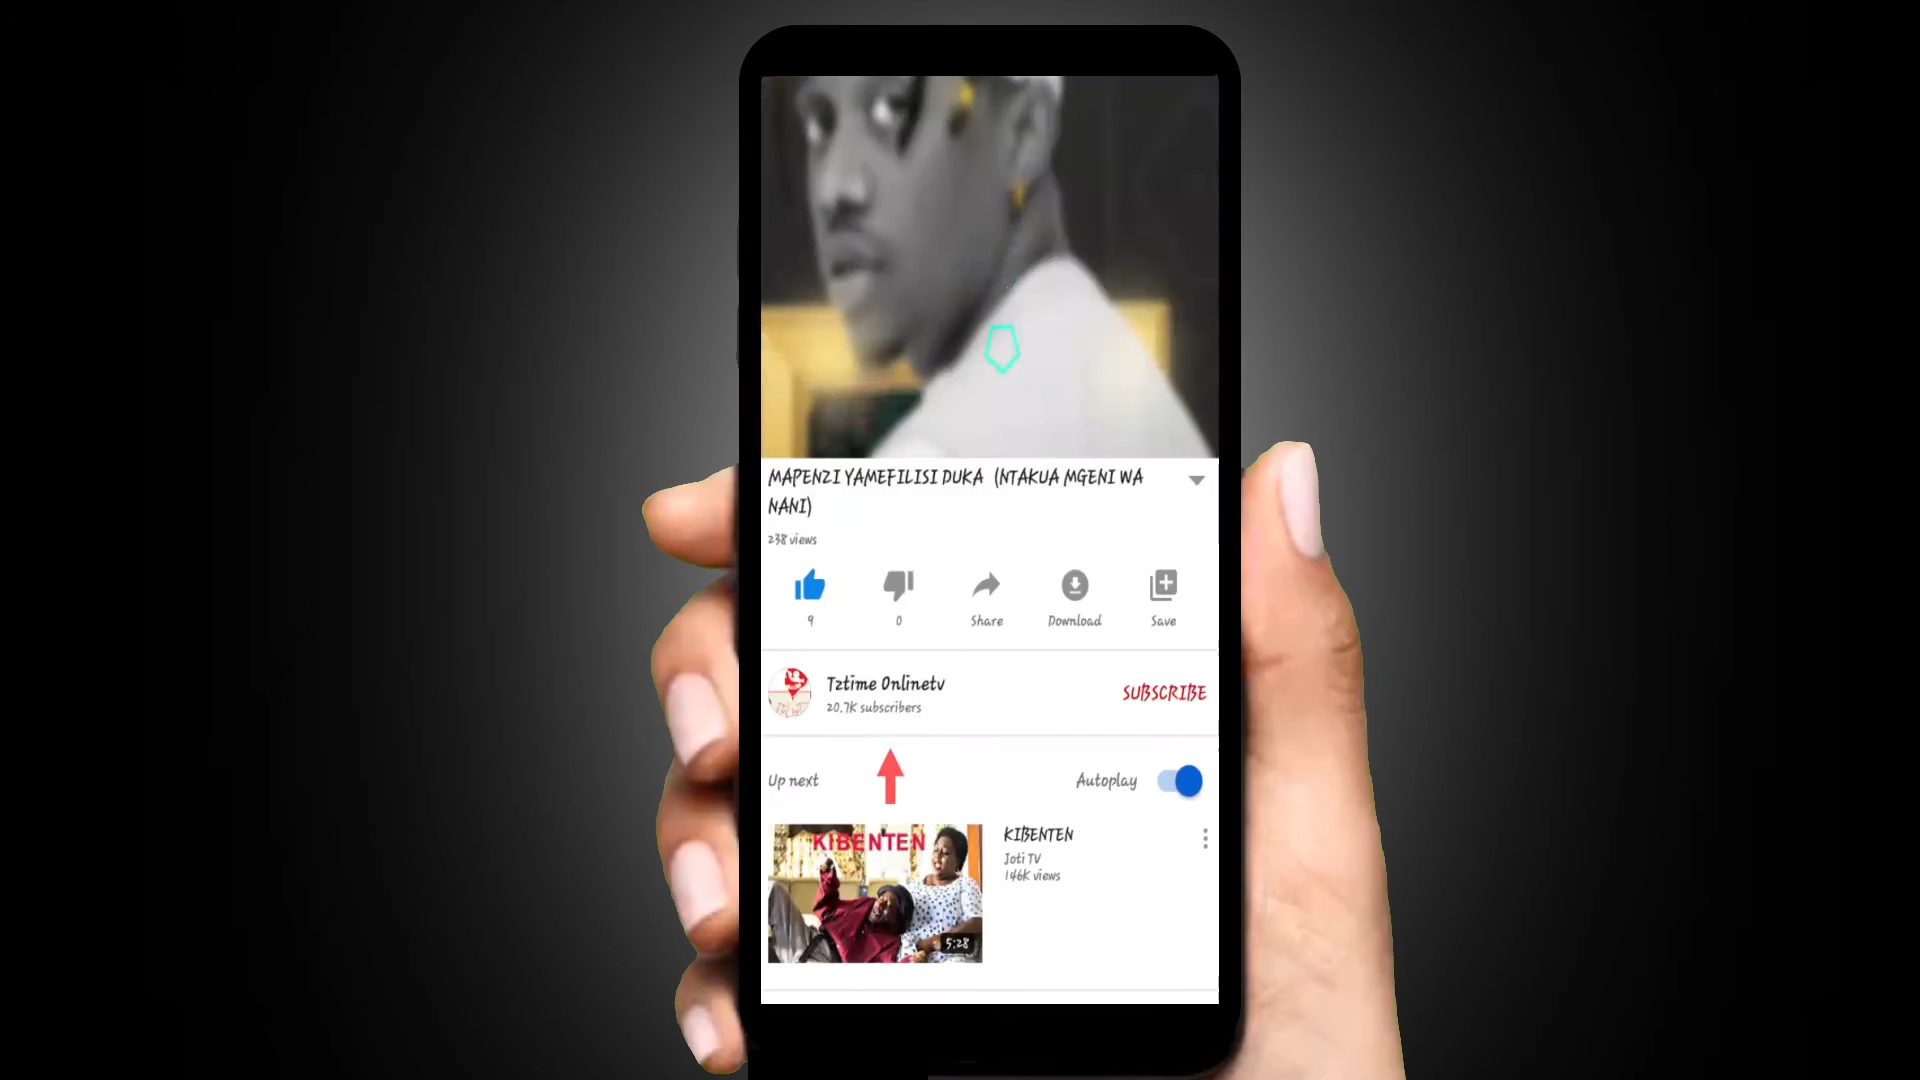 MAPENZI YAMEFILISI DUKA (NTAKUA MGENI WA
NANI)
238 views
9
0
Share
Download
Save
Tztime Onlinetv
20.7K subscribers
SUBSCRIBE
Up next
Autoplay
KIBENTEN
5:28
KIBENTEN
Joti TV
146K views